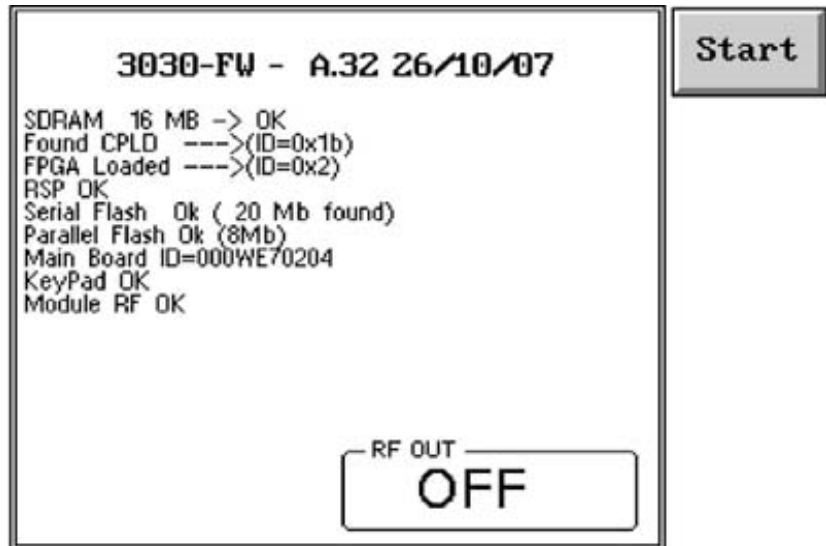 3030-FW - A.32 26/10/07
Start
SDRAM 16 MB -> OK
Found CPLD ---->(ID=0x1b)
FPGA Loaded --->(ID=0x2)
RSP OK
Serial Flash Ok ( 20 Mb found)
Parallel Flash Ok (8Mb)
Main Board ID=000WE70204
KeyPad OK
Module RF OK
RF OUT
OFF